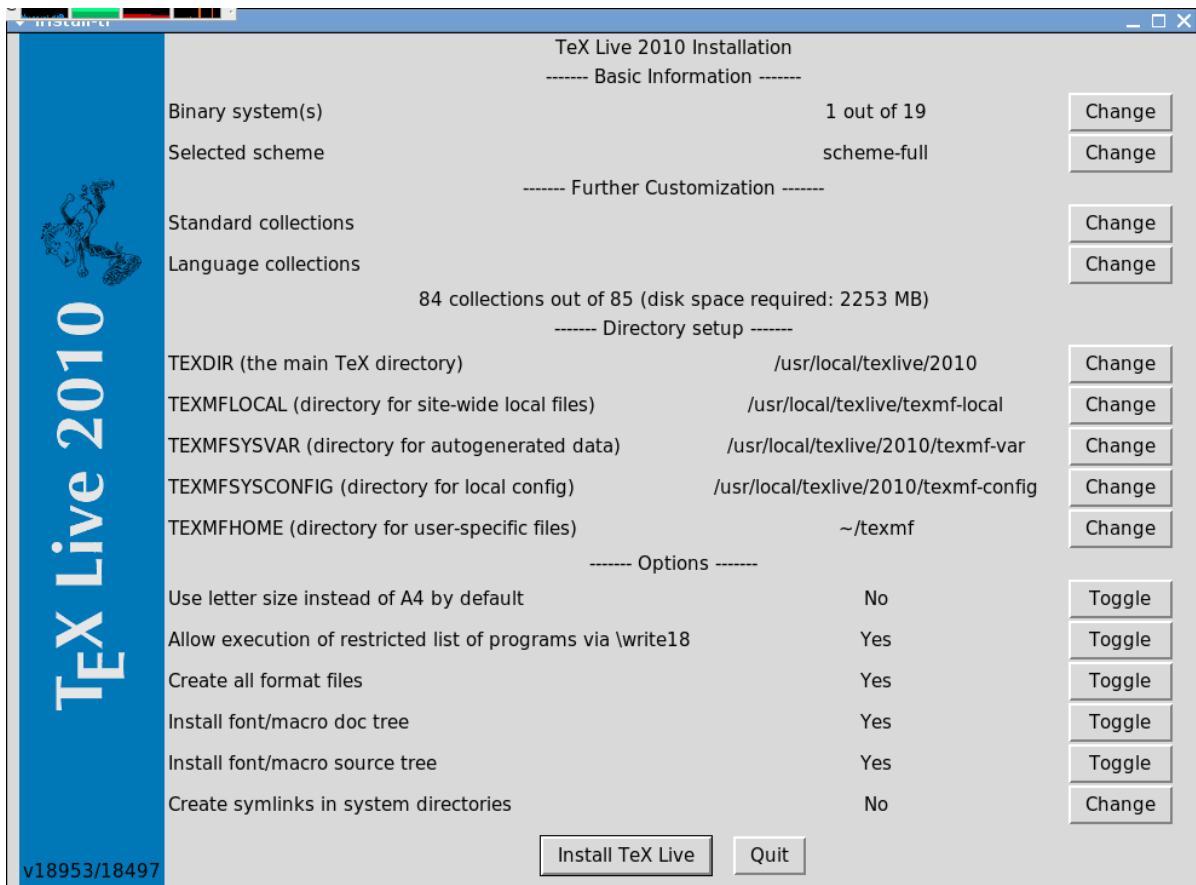 install-tl
TeX Live 2010 Installation
------- Basic Information -------
Binary system(s) 1 out of 19 Change
Selected scheme scheme-full Change
------- Further Customization -------
Standard collections Change
Language collections Change
84 collections out of 85 (disk space required: 2253 MB)
------- Directory setup -------
TEXDIR (the main TeX directory) /usr/local/texlive/2010 Change
TEXMFLOCAL (directory for site-wide local files) /usr/local/texlive/texmf-local Change
TEXMFSYSVAR (directory for autogenerated data) /usr/local/texlive/2010/texmf-var Change
TEXMFSYSCONFIG (directory for local config) /usr/local/texlive/2010/texmf-config Change
TEXMFHOME (directory for user-specific files) ~/texmf Change
------- Options -------
Use letter size instead of A4 by default No Toggle
Allow execution of restricted list of programs via \write18 Yes Toggle
Create all format files Yes Toggle
Install font/macro doc tree Yes Toggle
Install font/macro source tree Yes Toggle
Create symlinks in system directories No Change
Install TeX Live Quit
TEX Live 2010
v18953/18497